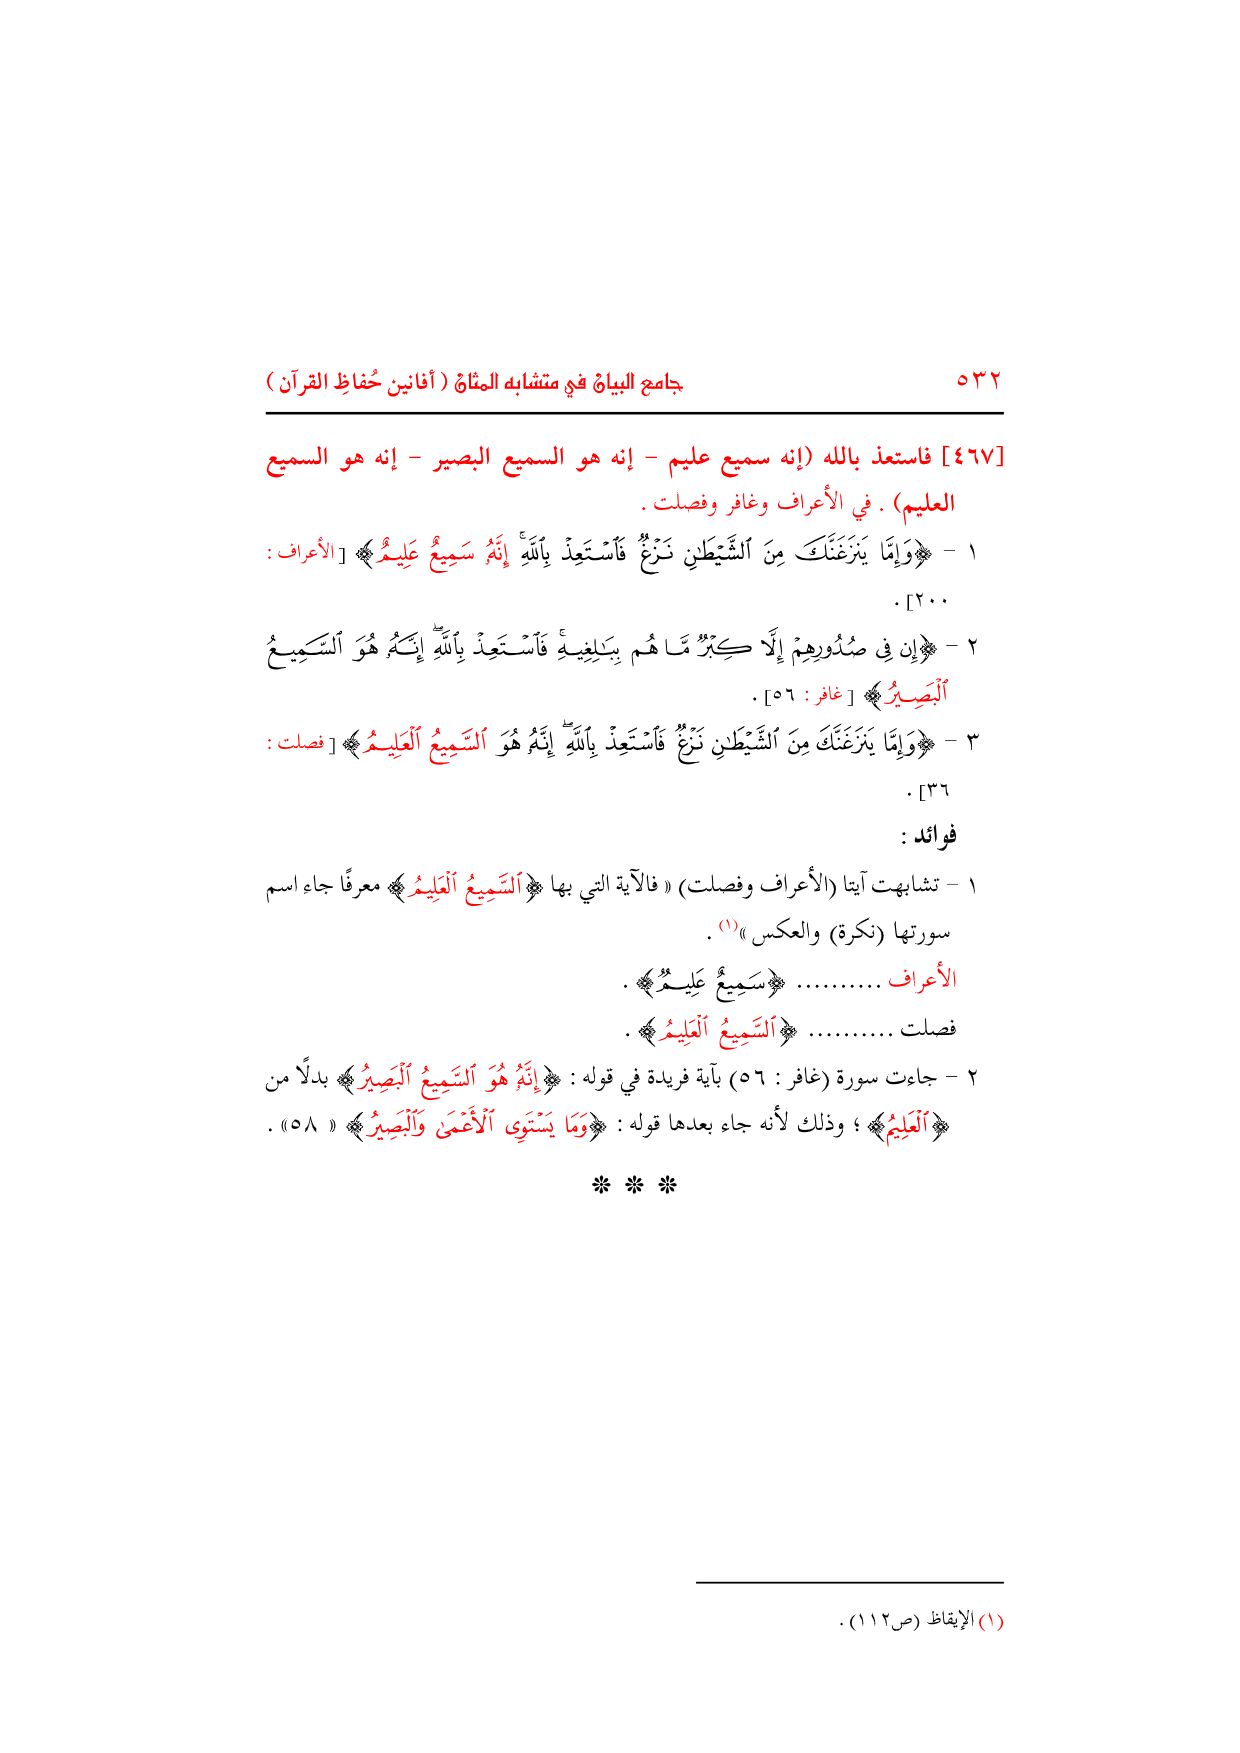 ٥٣٢ جامع البيان في متشابه المثان ( أفانين حُفاظِ القرآن )
[٤٦٧] فاستعذ بالله (إنه سميع عليم – إنه هو السميع البصير – إنه هو السميع
العليم) . في الأعراف وغافر وفصلت .
١ – ﴿وَإِمَّا يَنزَغَنَّكَ مِنَ ٱلشَّيْطَٰنِ نَزْغٌ فَٱسْتَعِذْ بِٱللَّهِ ۚ إِنَّهُۥ سَمِيعٌ عَلِيمٌ﴾ [الأعراف :
٢٠٠] .
٢ – ﴿إِن فِى صُدُورِهِمْ إِلَّا كِبْرٌ مَّا هُم بِبَٰلِغِيهِ ۚ فَٱسْتَعِذْ بِٱللَّهِ ۖ إِنَّهُۥ هُوَ ٱلسَّمِيعُ
ٱلْبَصِيرُ﴾ [غافر : ٥٦] .
٣ – ﴿وَإِمَّا يَنزَغَنَّكَ مِنَ ٱلشَّيْطَٰنِ نَزْغٌ فَٱسْتَعِذْ بِٱللَّهِ ۖ إِنَّهُۥ هُوَ ٱلسَّمِيعُ ٱلْعَلِيمُ﴾ [فصلت :
٣٦] .
فوائد :
١ – تشابهت آيتا (الأعراف وفصلت) « فالآية التي بها ﴿ٱلسَّمِيعُ ٱلْعَلِيمُ﴾ معرفًا جاء اسم
سورتها (نكرة) والعكس »(١) .
الأعراف .......... ﴿سَمِيعٌ عَلِيمٌ﴾ .
فصلت .......... ﴿ٱلسَّمِيعُ ٱلْعَلِيمُ﴾ .
٢ – جاءت سورة (غافر : ٥٦) بآية فريدة في قوله : ﴿إِنَّهُۥ هُوَ ٱلسَّمِيعُ ٱلْبَصِيرُ﴾ بدلًا من
﴿ٱلْعَلِيمُ﴾ ؛ وذلك لأنه جاء بعدها قوله : ﴿وَمَا يَسْتَوِى ٱلْأَعْمَىٰ وَٱلْبَصِيرُ﴾ « ٥٨» .
(١) الإيقاظ (ص١١٢) .